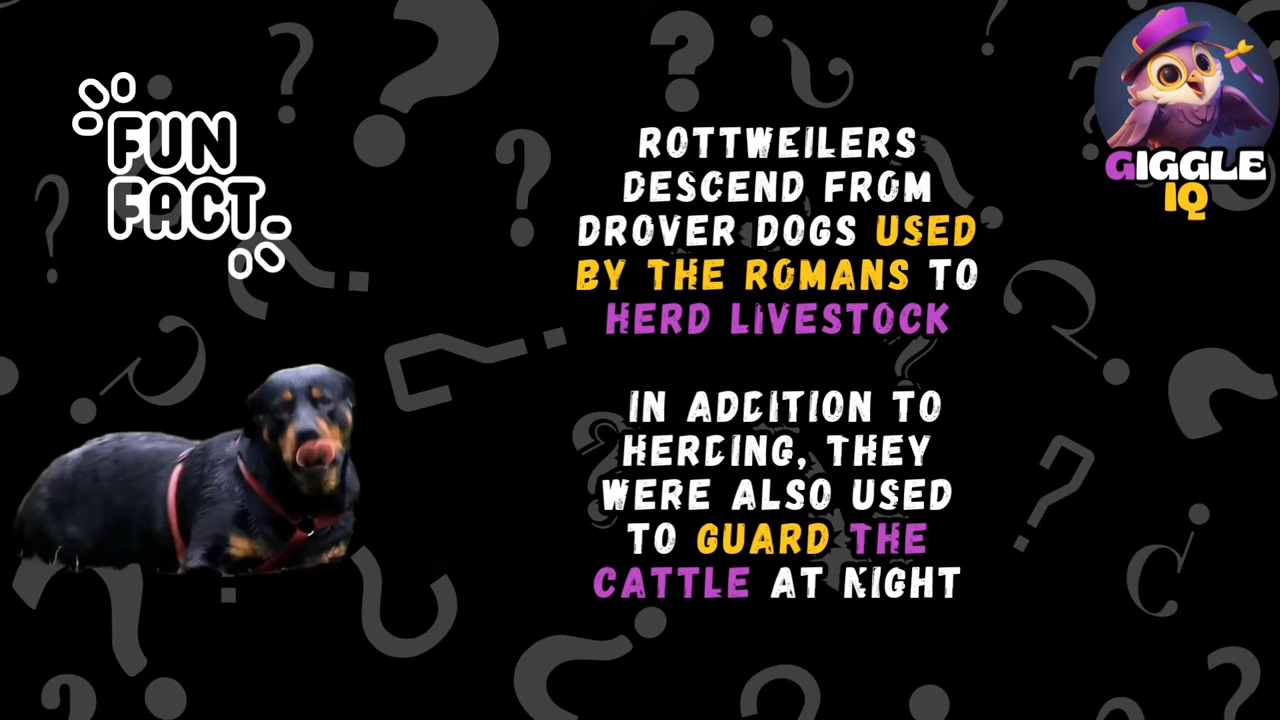 FUN
FACT
ROTTWEILERS
DESCEND FROM
DROVER DOGS USED
BY THE ROMANS TO
HERD LIVESTOCK
IN ADDITION TO
HERDING, THEY
WERE ALSO USED
TO GUARD THE
CATTLE AT NIGHT
GIGGLE
IQ